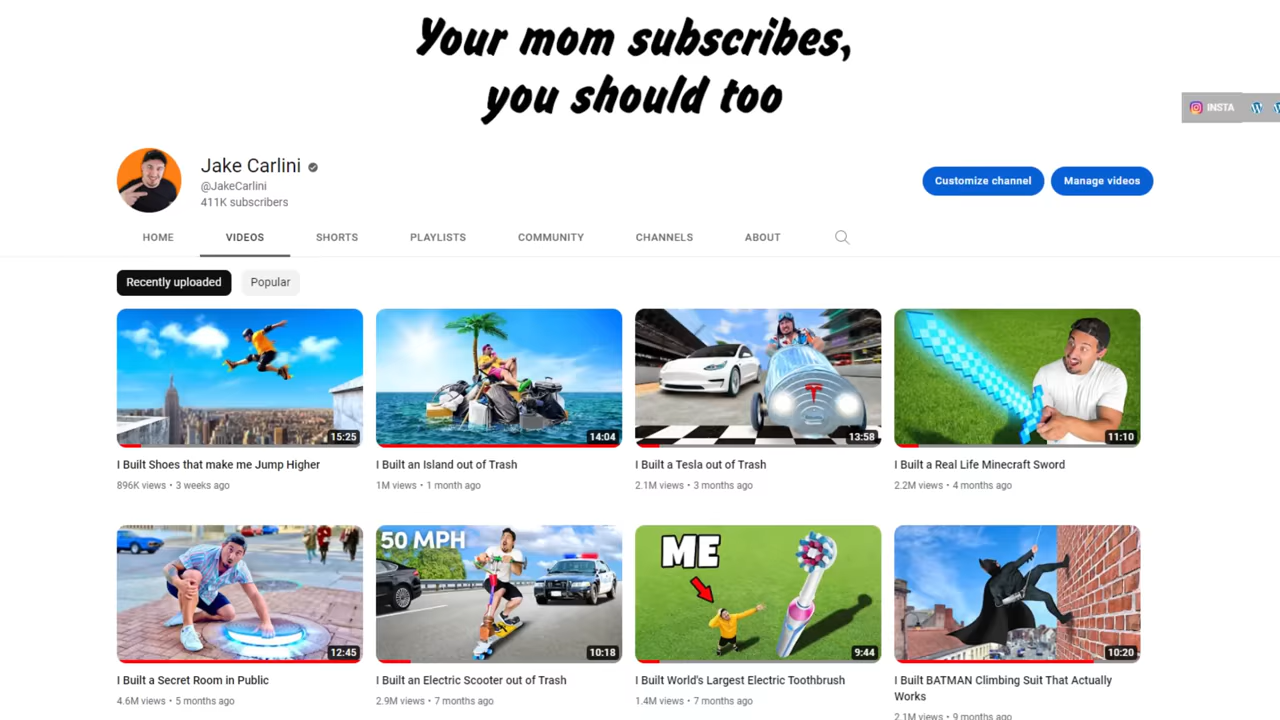 Your mom subscribes,
you should too
INSTA
Jake Carlini
@JakeCarlini
411K subscribers
Customize channel
Manage videos
HOME
VIDEOS
SHORTS
PLAYLISTS
COMMUNITY
CHANNELS
ABOUT
Recently uploaded
Popular
15:25
14:04
13:58
11:10
I Built Shoes that make me Jump Higher
I Built an Island out of Trash
I Built a Tesla out of Trash
I Built a Real Life Minecraft Sword
896K views • 3 weeks ago
1M views • 1 month ago
2.1M views • 3 months ago
2.2M views • 4 months ago
50 MPH
ME
12:45
10:18
9:44
10:20
I Built a Secret Room in Public
I Built an Electric Scooter out of Trash
I Built World's Largest Electric Toothbrush
I Built BATMAN Climbing Suit That Actually
Works
4.6M views • 5 months ago
2.9M views • 7 months ago
1.4M views • 7 months ago
2.1M views • 9 months ago